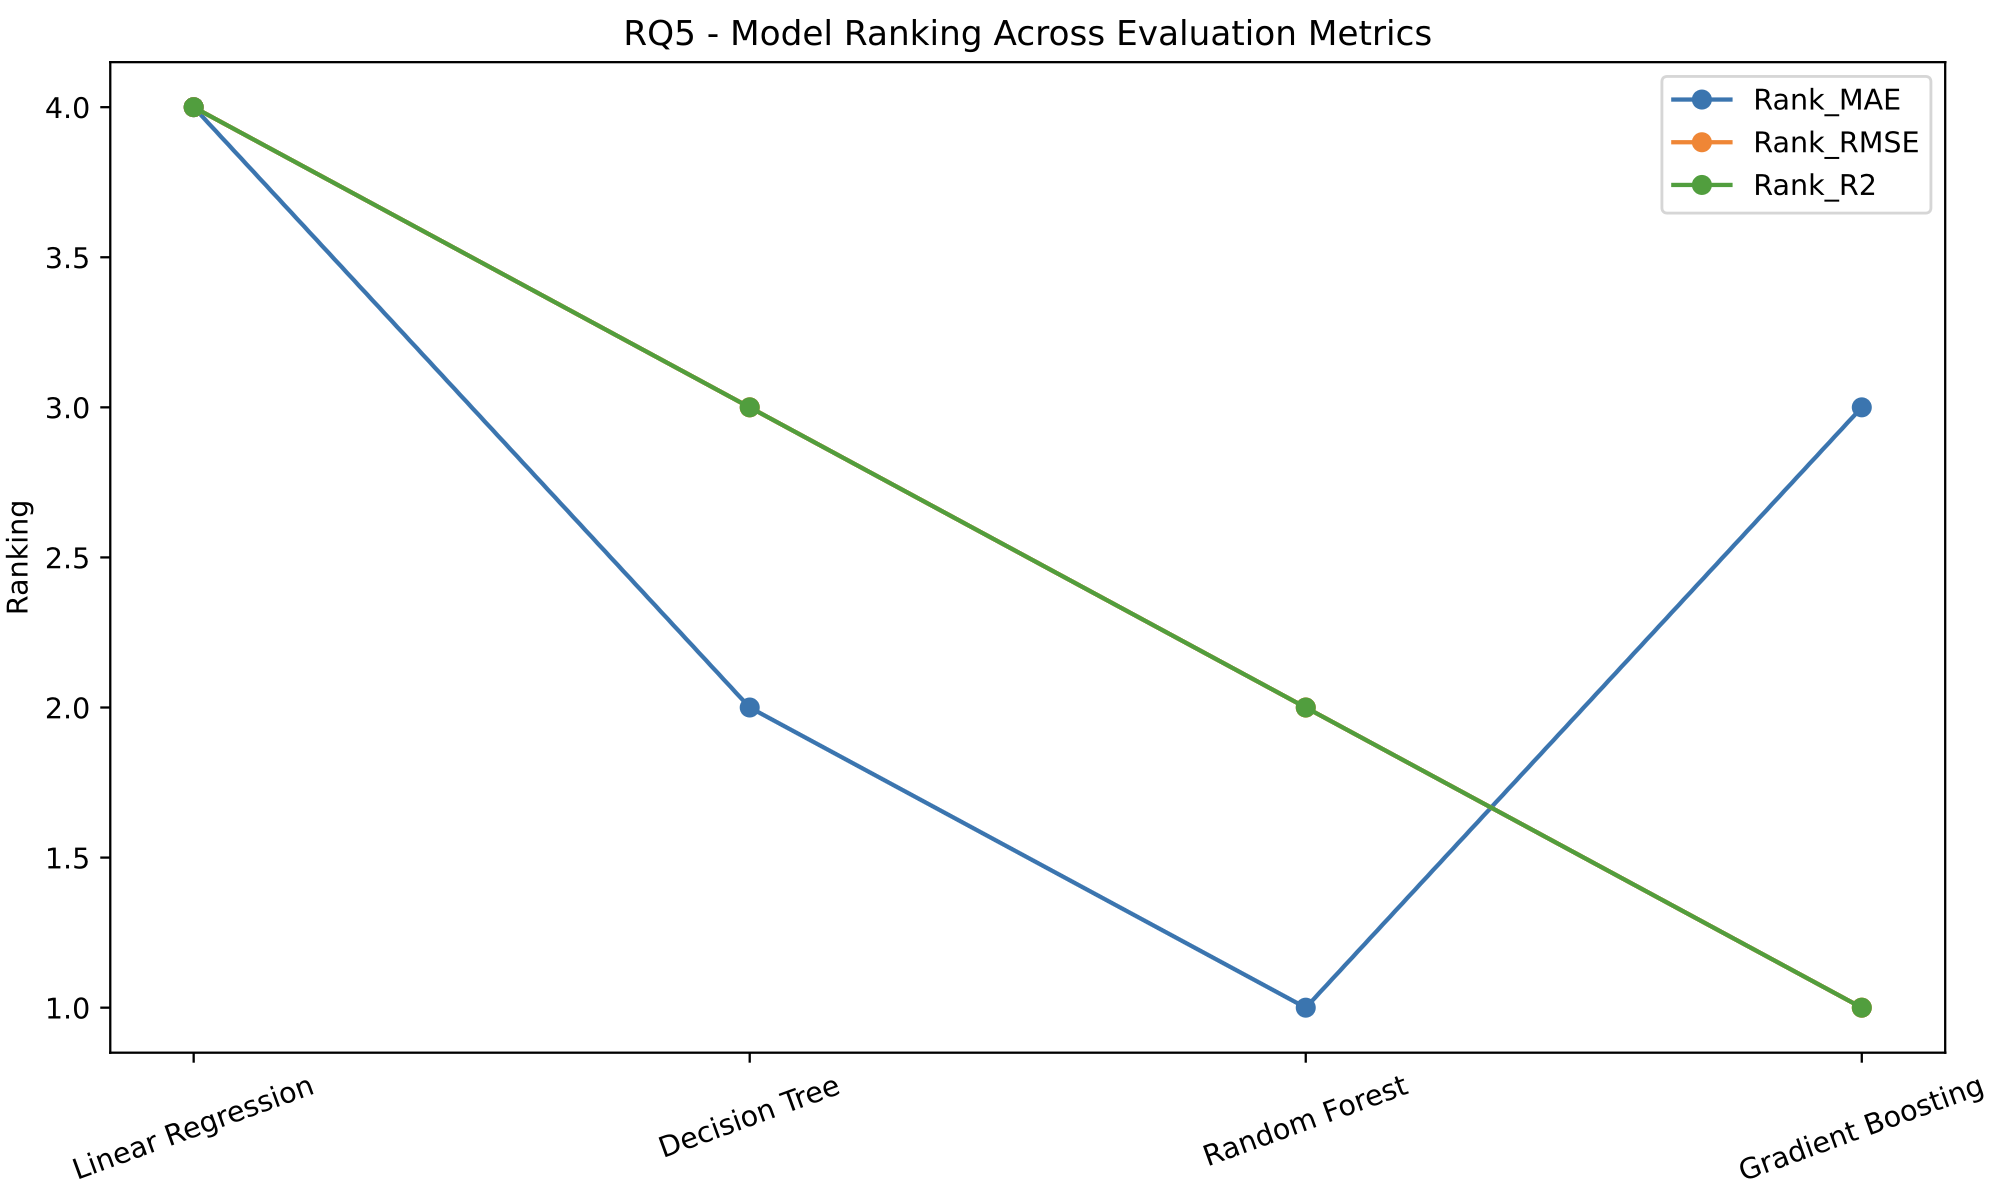 RQ5 - Model Ranking Across Evaluation Metrics
Rank_MAE
Rank_RMSE
Rank_R2
Ranking
4.0
3.5
3.0
2.5
2.0
1.5
1.0
Linear Regression
Decision Tree
Random Forest
Gradient Boosting